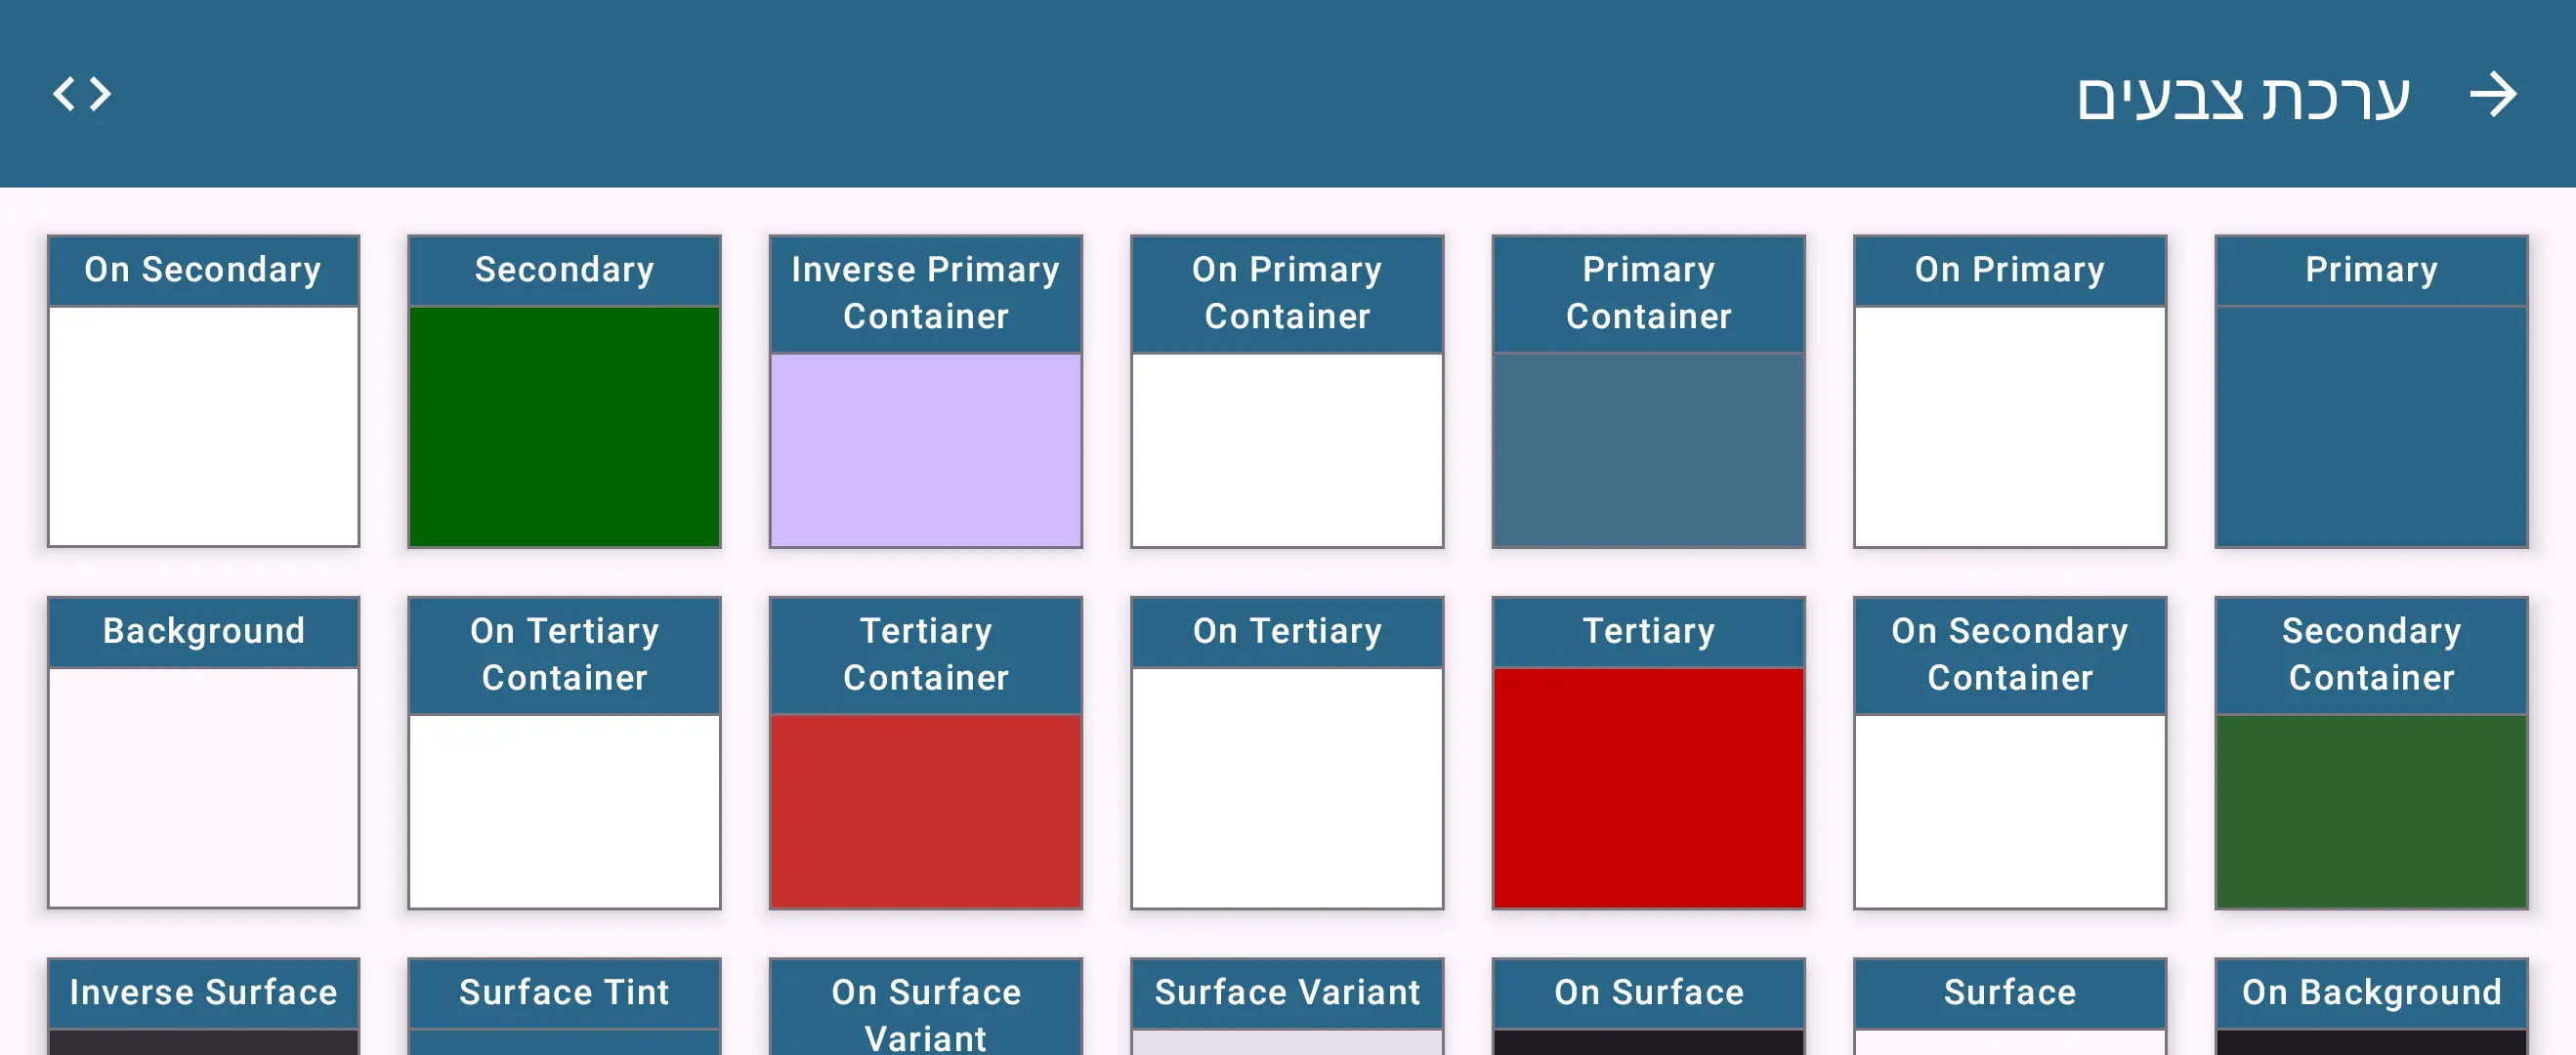 ערכת צבעים
Primary
On Primary
Primary
Container
On Primary
Container
Inverse Primary
Container
Secondary
On Secondary
Secondary
Container
On Secondary
Container
Tertiary
On Tertiary
Tertiary
Container
On Tertiary
Container
Background
On Background
Surface
On Surface
Surface Variant
On Surface
Variant
Surface Tint
Inverse Surface